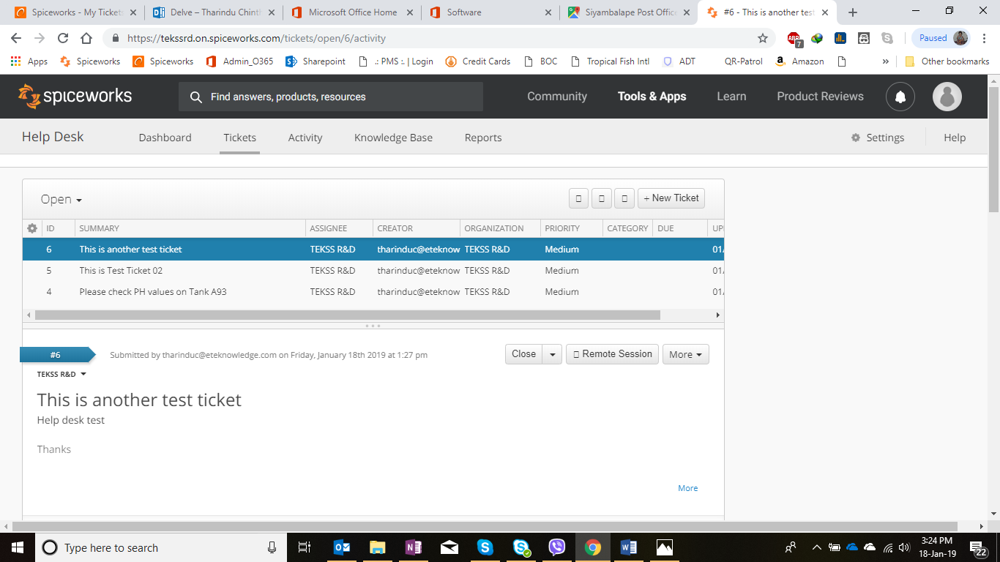 Spiceworks - My Tickets
Delve – Tharindu Chinth
Microsoft Office Home
Software
Siyambalape Post Office
#6 - This is another test
https://tekssrd.on.spiceworks.com/tickets/open/6/activity
ABP
7
Paused
Apps
Spiceworks
Spiceworks
Admin_O365
Sharepoint
.: PMS :. | Login
Credit Cards
BOC
Tropical Fish Intl
ADT
QR-Patrol
Amazon
»
Other bookmarks
spiceworks
Find answers, products, resources
Community
Tools & Apps
Learn
Product Reviews
Help Desk
Dashboard
Tickets
Activity
Knowledge Base
Reports
Settings
Help
Open
+ New Ticket
ID SUMMARY ASSIGNEE CREATOR ORGANIZATION PRIORITY CATEGORY DUE UP
6 This is another test ticket TEKSS R&D tharinduc@eteknow TEKSS R&D Medium 01/
5 This is Test Ticket 02 TEKSS R&D tharinduc@eteknow TEKSS R&D Medium 01/
4 Please check PH values on Tank A93 TEKSS R&D tharinduc@eteknow TEKSS R&D Medium 01/
#6
Submitted by tharinduc@eteknowledge.com on Friday, January 18th 2019 at 1:27 pm
Close
Remote Session
More
TEKSS R&D
This is another test ticket
Help desk test
Thanks
More
Type here to search
3:24 PM
18-Jan-19
22